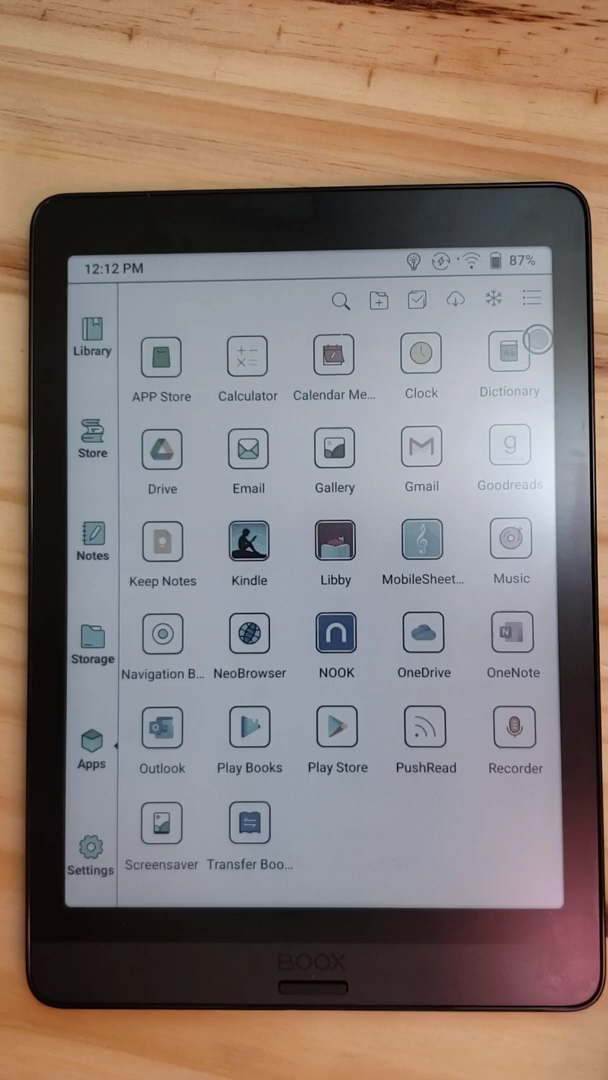 12:12 PM 87%
Library
Store
Notes
Storage
Apps
Settings
APP Store Calculator Calendar Me... Clock Dictionary
Drive Email Gallery Gmail Goodreads
Keep Notes Kindle Libby MobileSheet... Music
Navigation B... NeoBrowser NOOK OneDrive OneNote
Outlook Play Books Play Store PushRead Recorder
Screensaver Transfer Boo...
BOOX